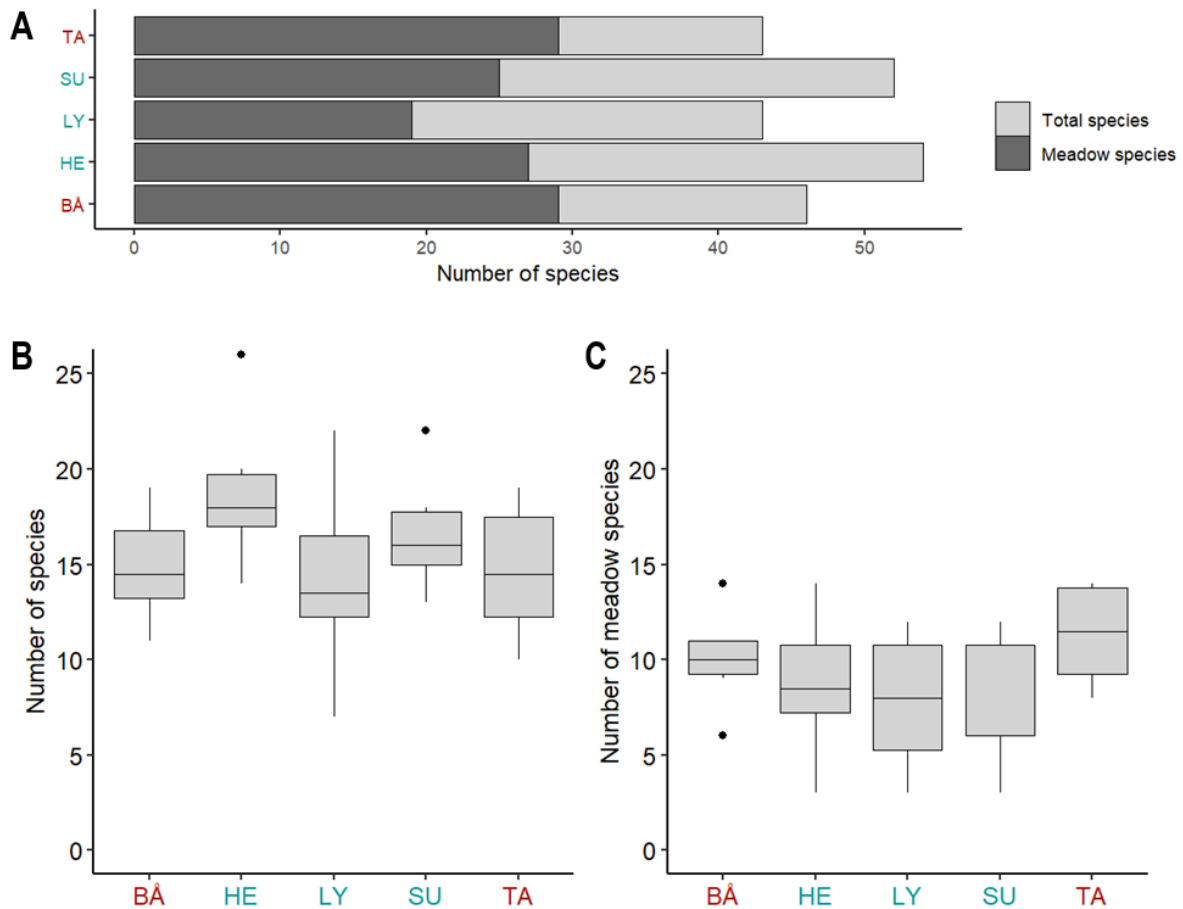 A
TA
SU
LY
HE
BÅ
0 10 20 30 40 50
Number of species
Total species
Meadow species
B
Number of species
25
20
15
10
5
0
BÅ HE LY SU TA
C
Number of meadow species
25
20
15
10
5
0
BÅ HE LY SU TA